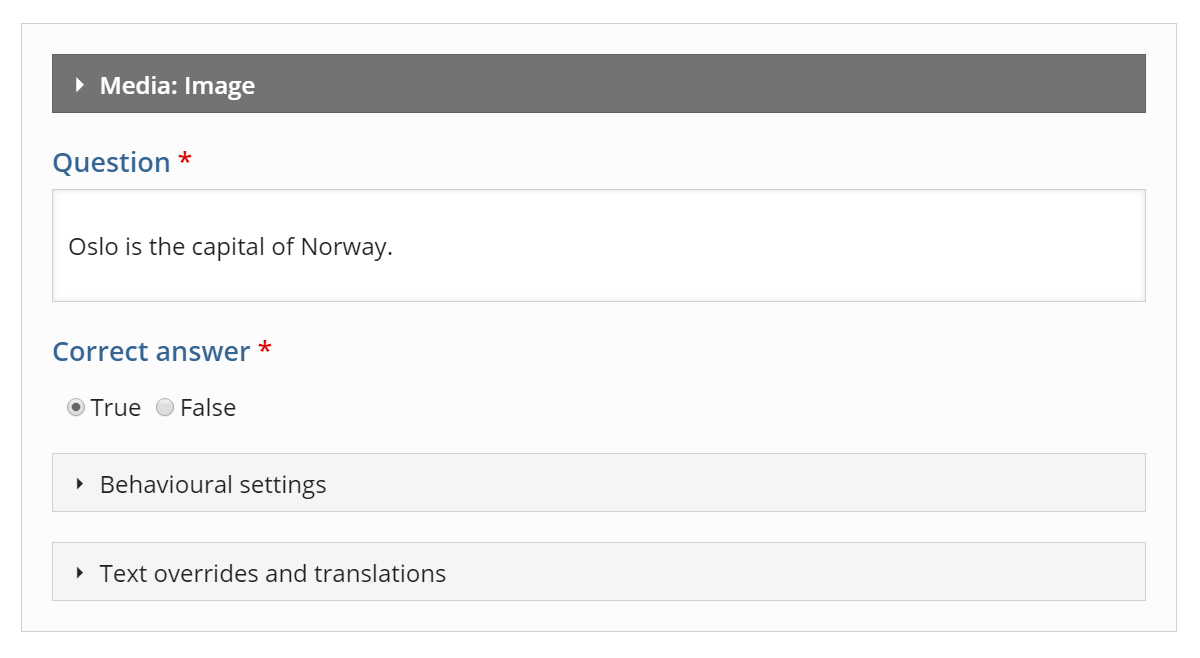 Media: Image
Question *
Oslo is the capital of Norway.
Correct answer *
True False
Behavioural settings
Text overrides and translations